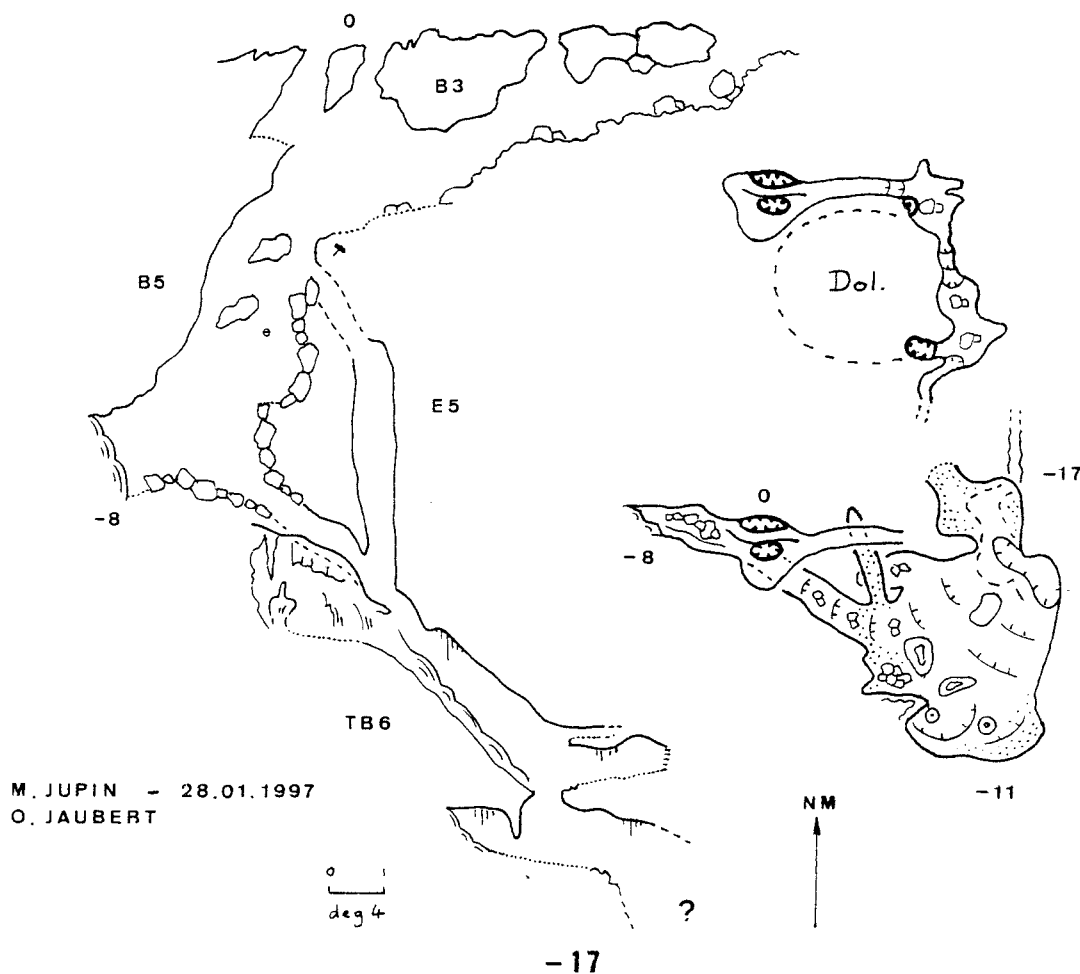 O
B3
B5
Dol.
E5
-17
O
-8
-8
TB6
M. JUPIN - 28.01.1997
O. JAUBERT
-11
NM
0 1
deg 4
?
-17